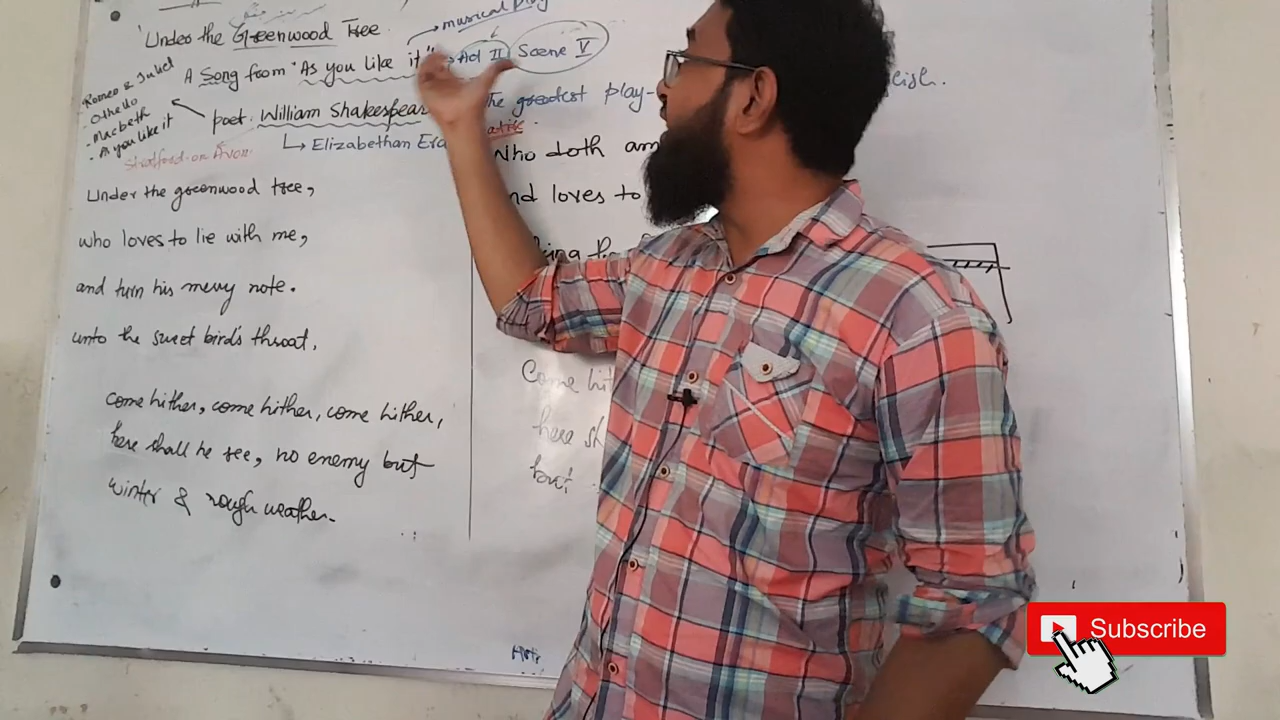 'Under the Greenwood Tree
musical play
A Song from "As you like it" Act II Scene V
Romeo & Juliet
Othello
Macbeth
As you like it
poet. William Shakespear
The greatest play-
lish.
Elizabethan Era
Stratford-on Avon
Under the greenwood tree,
who loves to lie with me,
and turn his merry note.
unto the sweet bird's throat,
come hither, come hither, come hither,
here shall he see, no enemy but
winter & rough weather.
Who doth am
nd loves to
Come hit
here sh
but
Subscribe